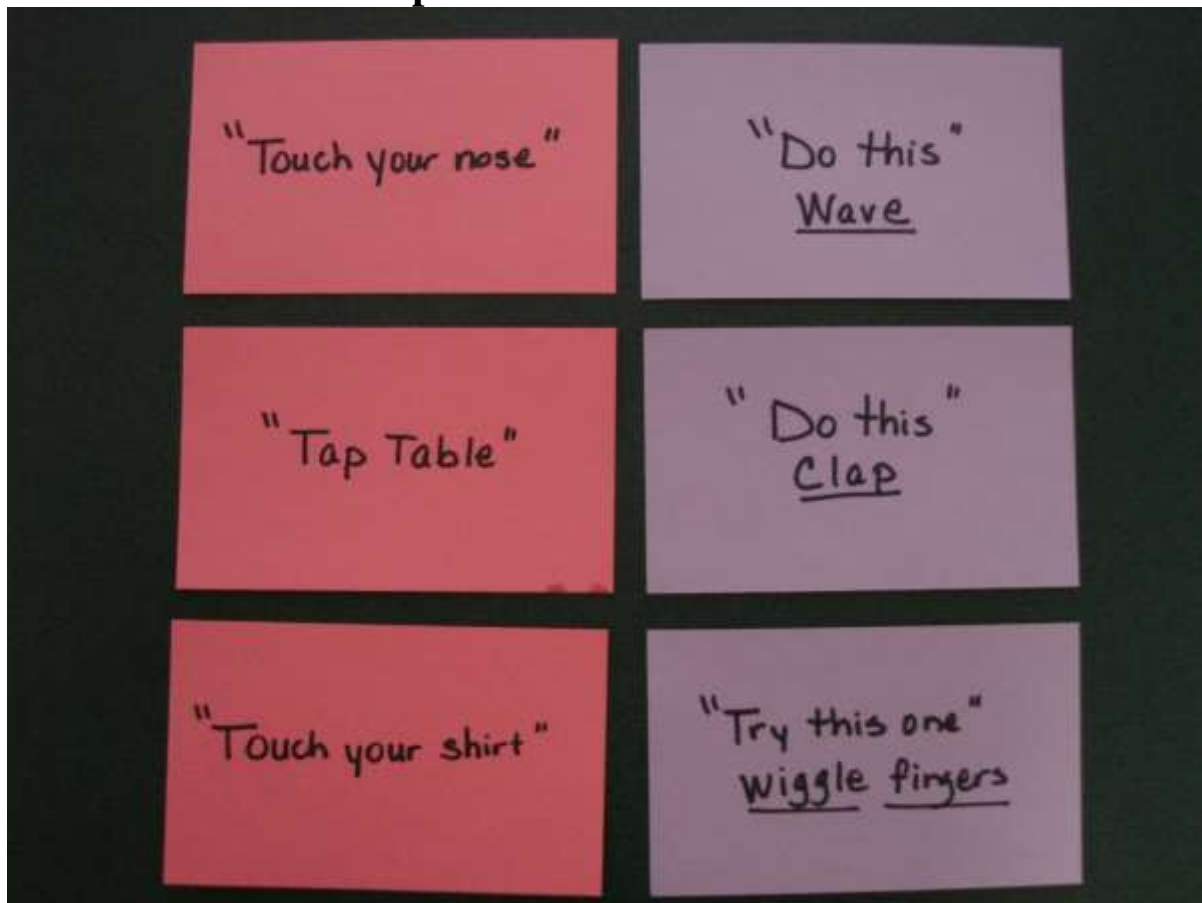 "Touch your nose"
"Do this"
Wave
"Tap Table"
"Do this"
Clap
"Touch your shirt"
"Try this one"
wiggle fingers